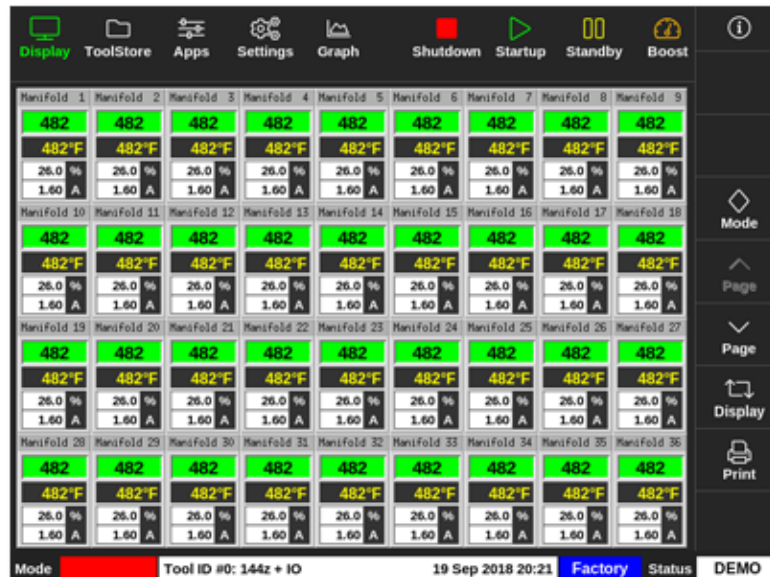 Display ToolStore Apps Settings Graph Shutdown Startup Standby Boost
Manifold 1 Manifold 2 Manifold 3 Manifold 4 Manifold 5 Manifold 6 Manifold 7 Manifold 8 Manifold 9
482 482 482 482 482 482 482 482 482
482°F 482°F 482°F 482°F 482°F 482°F 482°F 482°F 482°F
26.0 % 26.0 % 26.0 % 26.0 % 26.0 % 26.0 % 26.0 % 26.0 % 26.0 %
1.60 A 1.60 A 1.60 A 1.60 A 1.60 A 1.60 A 1.60 A 1.60 A 1.60 A
Manifold 10 Manifold 11 Manifold 12 Manifold 13 Manifold 14 Manifold 15 Manifold 16 Manifold 17 Manifold 18
482 482 482 482 482 482 482 482 482
482°F 482°F 482°F 482°F 482°F 482°F 482°F 482°F 482°F
26.0 % 26.0 % 26.0 % 26.0 % 26.0 % 26.0 % 26.0 % 26.0 % 26.0 %
1.60 A 1.60 A 1.60 A 1.60 A 1.60 A 1.60 A 1.60 A 1.60 A 1.60 A
Manifold 19 Manifold 20 Manifold 21 Manifold 22 Manifold 23 Manifold 24 Manifold 25 Manifold 26 Manifold 27
482 482 482 482 482 482 482 482 482
482°F 482°F 482°F 482°F 482°F 482°F 482°F 482°F 482°F
26.0 % 26.0 % 26.0 % 26.0 % 26.0 % 26.0 % 26.0 % 26.0 % 26.0 %
1.60 A 1.60 A 1.60 A 1.60 A 1.60 A 1.60 A 1.60 A 1.60 A 1.60 A
Manifold 28 Manifold 29 Manifold 30 Manifold 31 Manifold 32 Manifold 33 Manifold 34 Manifold 35 Manifold 36
482 482 482 482 482 482 482 482 482
482°F 482°F 482°F 482°F 482°F 482°F 482°F 482°F 482°F
26.0 % 26.0 % 26.0 % 26.0 % 26.0 % 26.0 % 26.0 % 26.0 % 26.0 %
1.60 A 1.60 A 1.60 A 1.60 A 1.60 A 1.60 A 1.60 A 1.60 A 1.60 A
Mode
Page
Page
Display
Print
Mode Tool ID #0: 144z + IO 19 Sep 2018 20:21 Factory Status DEMO